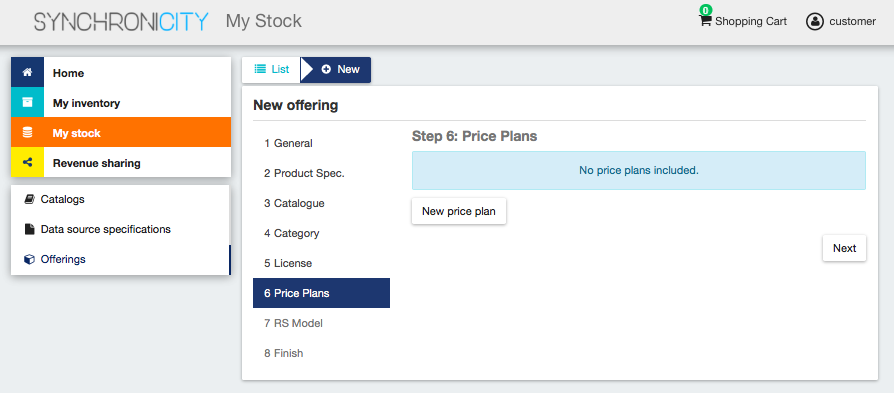 SYNCHRONICITY My Stock
0
Shopping Cart
customer
Home
My inventory
My stock
Revenue sharing
Catalogs
Data source specifications
Offerings
List
New
New offering
1 General
2 Product Spec.
3 Catalogue
4 Category
5 License
6 Price Plans
7 RS Model
8 Finish
Step 6: Price Plans
No price plans included.
New price plan
Next